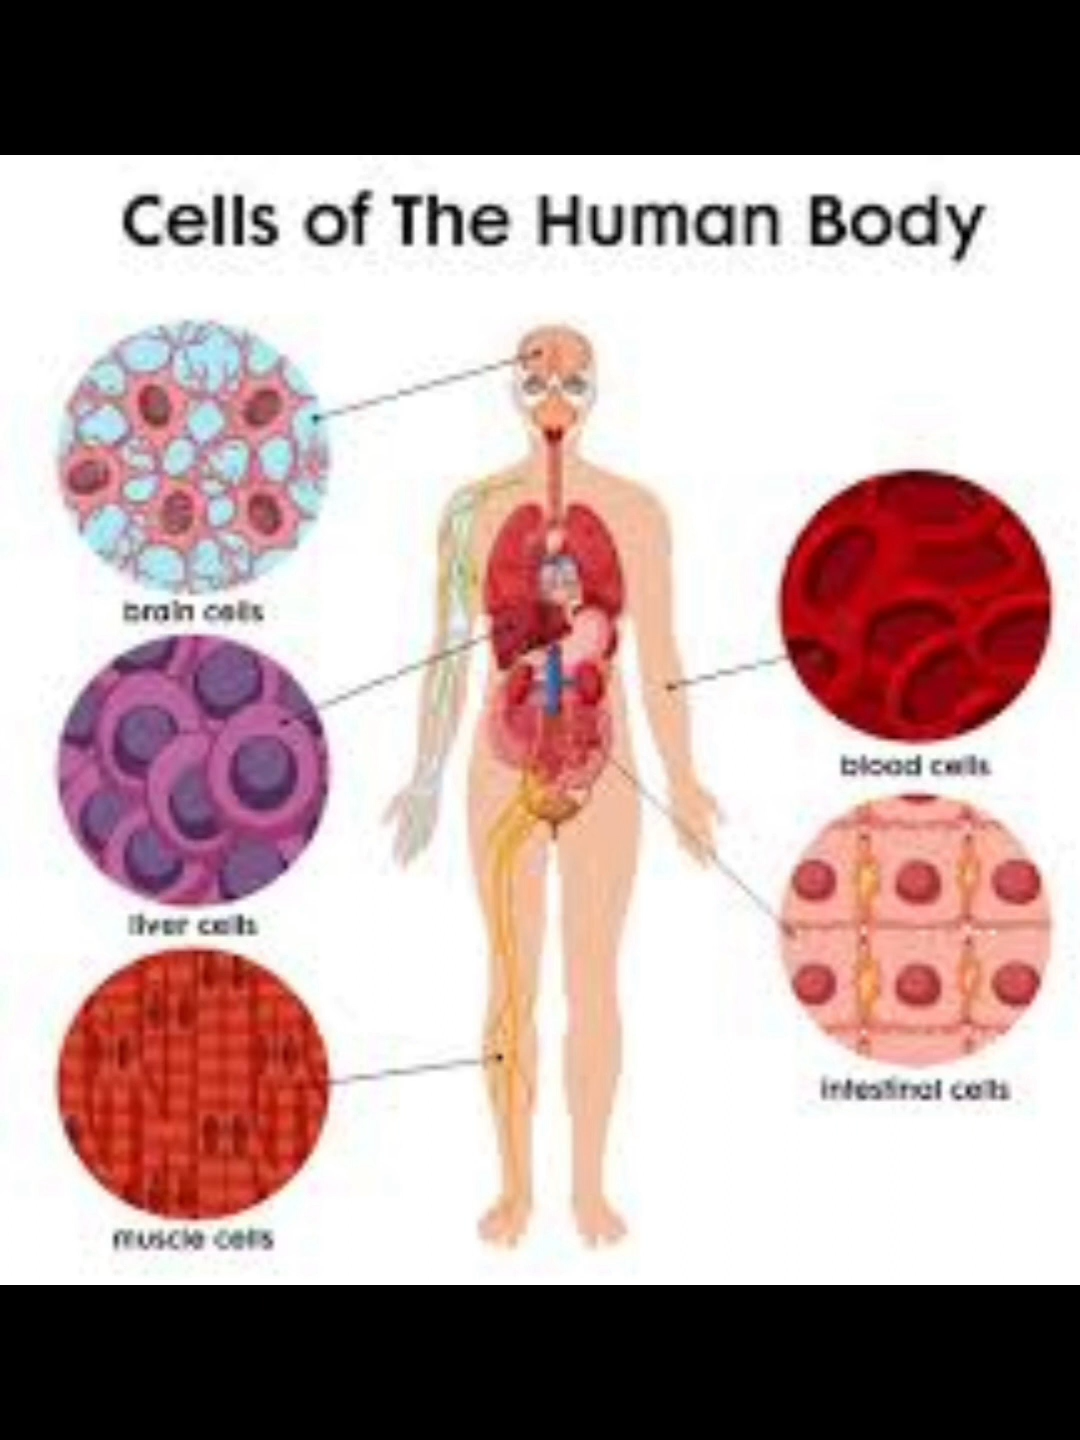 Cells of The Human Body
brain cells
liver cells
muscle cells
blood cells
intestinal cells